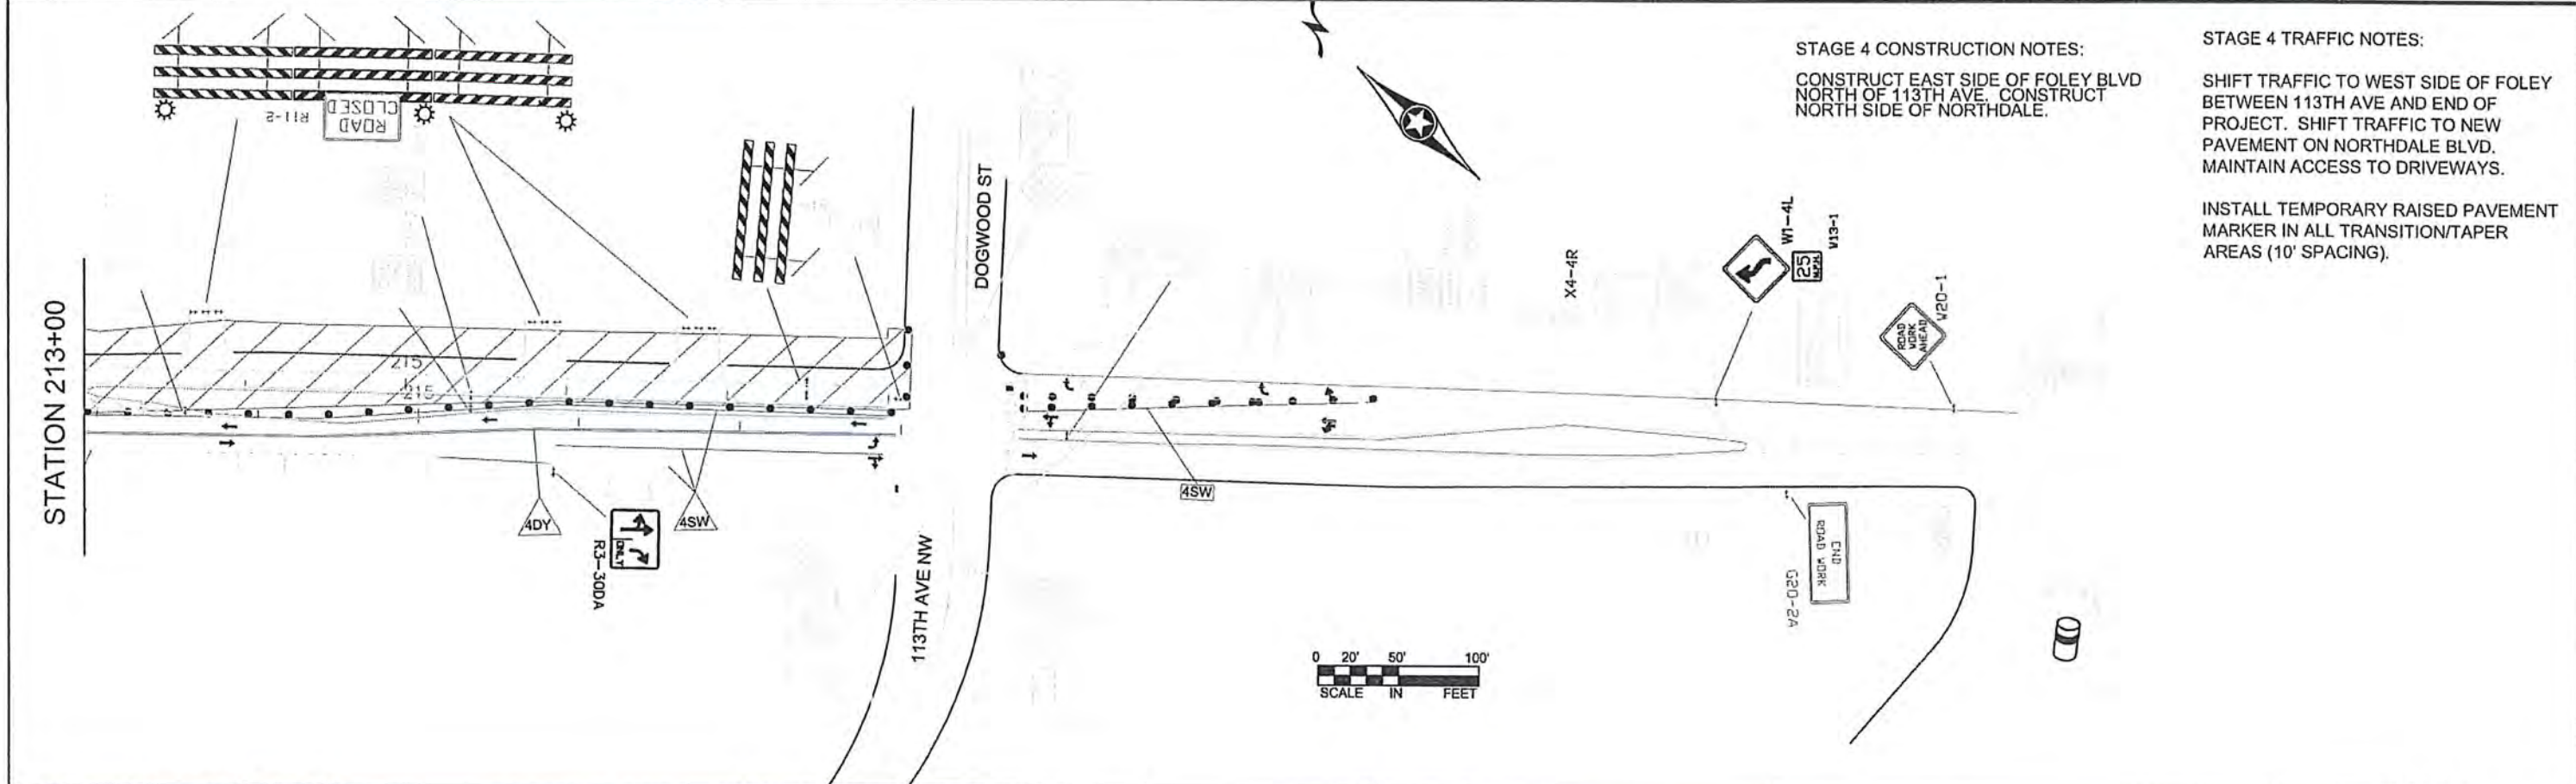 STAGE 4 CONSTRUCTION NOTES:
CONSTRUCT EAST SIDE OF FOLEY BLVD
NORTH OF 113TH AVE. CONSTRUCT
NORTH SIDE OF NORTHDALE.
STAGE 4 TRAFFIC NOTES:
SHIFT TRAFFIC TO WEST SIDE OF FOLEY
BETWEEN 113TH AVE AND END OF
PROJECT. SHIFT TRAFFIC TO NEW
PAVEMENT ON NORTHDALE BLVD.
MAINTAIN ACCESS TO DRIVEWAYS.
INSTALL TEMPORARY RAISED PAVEMENT
MARKER IN ALL TRANSITION/TAPER
AREAS (10' SPACING).
R11-2
ROAD
CLOSED
STATION 213+00
215
215
DOGWOOD ST
X4-4R
W1-4L
25
M.P.H.
W13-1
ROAD
WORK
AHEAD
W20-1
4DY
4SW
4SW
ONLY
R3-30DA
113TH AVE NW
END
ROAD WORK
G20-2A
0 20' 50' 100'
SCALE IN FEET